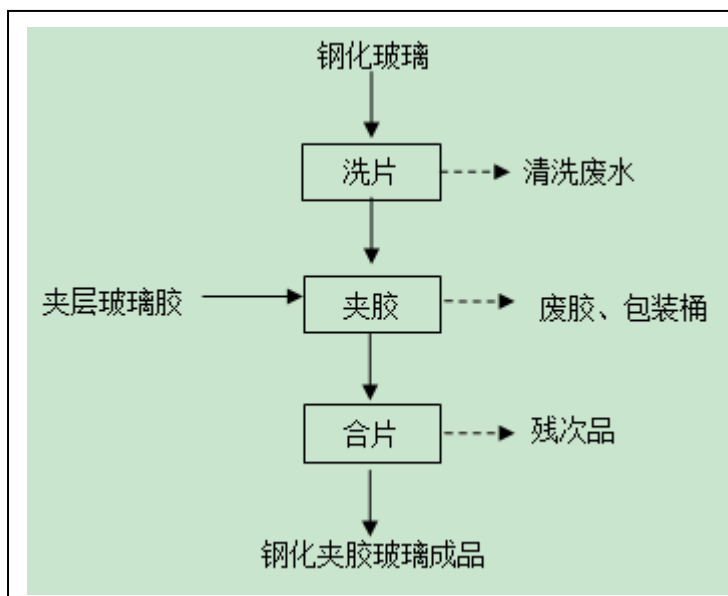 钢化玻璃
洗片
清洗废水
夹层玻璃胶
夹胶
废胶、包装桶
合片
残次品
钢化夹胶玻璃成品